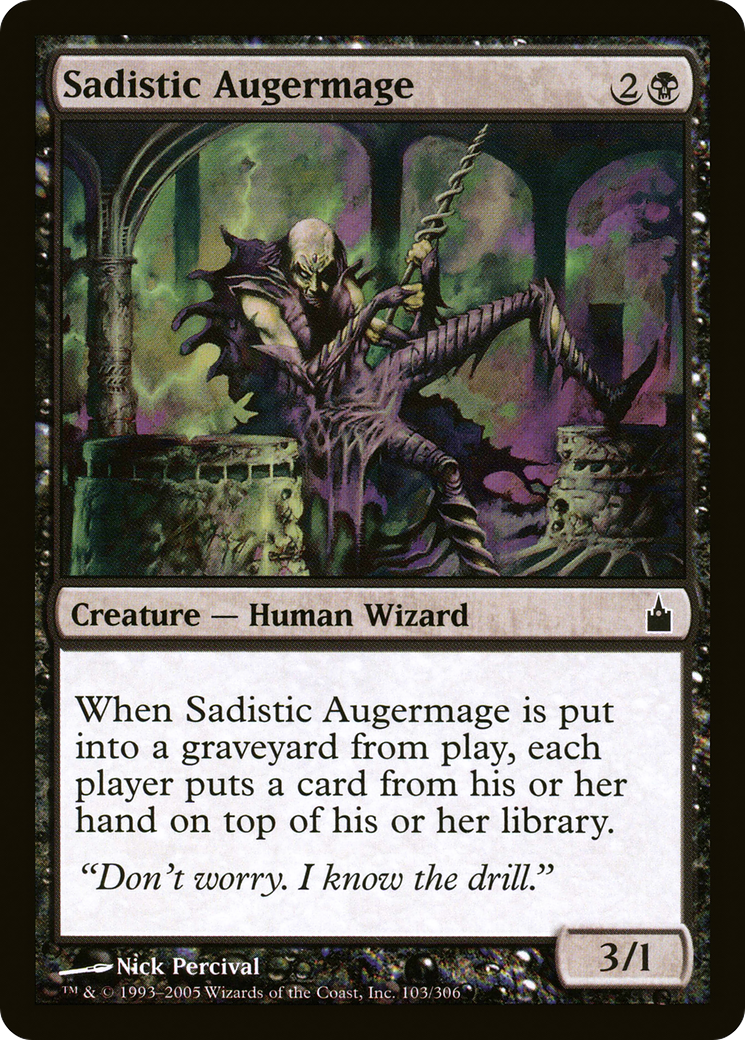 Sadistic Augermage 2
Creature — Human Wizard
When Sadistic Augermage is put
into a graveyard from play, each
player puts a card from his or her
hand on top of his or her library.
“Don’t worry. I know the drill.”
3/1
Nick Percival
™ & © 1993–2005 Wizards of the Coast, Inc. 103/306